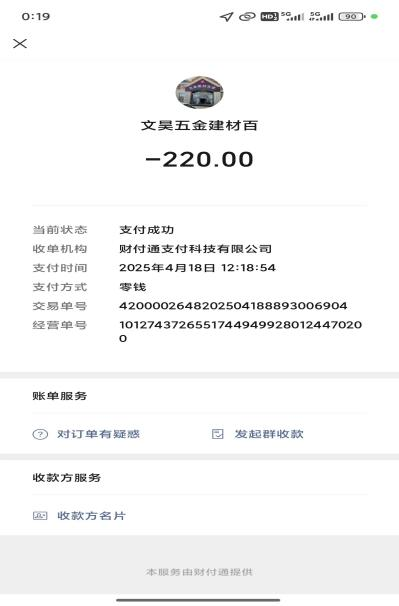 0:19
HD 5G 5G 90
文昊五金建材百
-220.00
当前状态 支付成功
收单机构 财付通支付科技有限公司
支付时间 2025年4月18日 12:18:54
支付方式 零钱
交易单号 4200002648202504188893006904
经营单号 101274372655174494992801244702​0
0
账单服务
对订单有疑惑 发起群收款
收款方服务
收款方名片
本服务由财付通提供